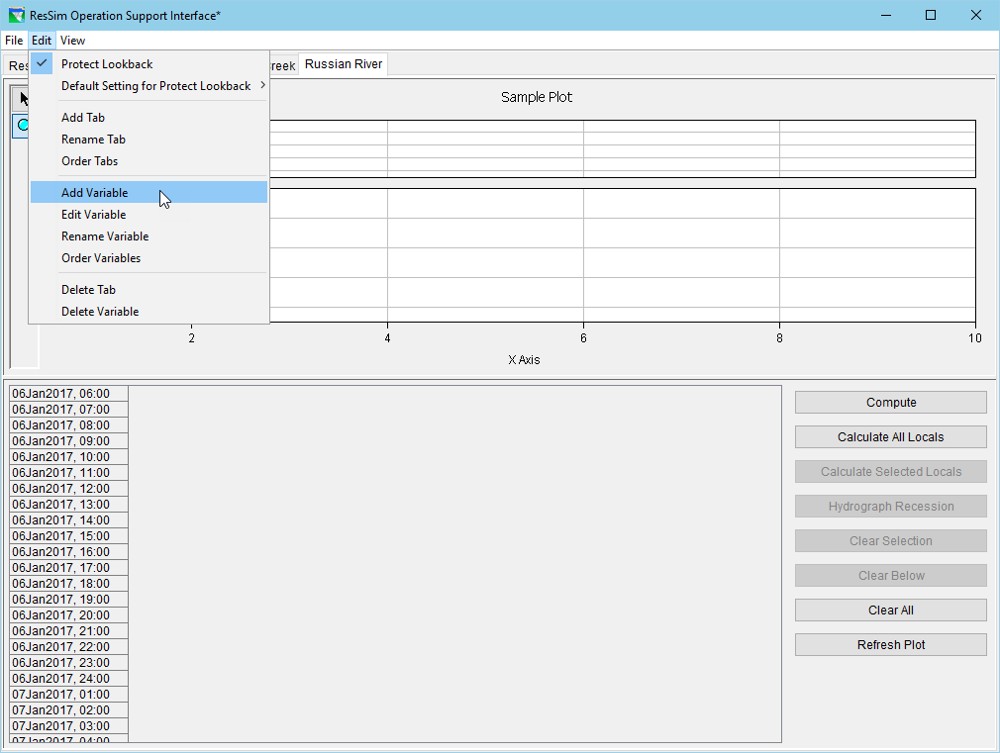 ResSim Operation Support Interface*
File Edit View
Protect Lookback
Default Setting for Protect Lookback
Add Tab
Rename Tab
Order Tabs
Add Variable
Edit Variable
Rename Variable
Order Variables
Delete Tab
Delete Variable
Russian River
Sample Plot
2 4 6 8 10
X Axis
06Jan2017, 06:00
06Jan2017, 07:00
06Jan2017, 08:00
06Jan2017, 09:00
06Jan2017, 10:00
06Jan2017, 11:00
06Jan2017, 12:00
06Jan2017, 13:00
06Jan2017, 14:00
06Jan2017, 15:00
06Jan2017, 16:00
06Jan2017, 17:00
06Jan2017, 18:00
06Jan2017, 19:00
06Jan2017, 20:00
06Jan2017, 21:00
06Jan2017, 22:00
06Jan2017, 23:00
06Jan2017, 24:00
07Jan2017, 01:00
07Jan2017, 02:00
07Jan2017, 03:00
07Jan2017, 04:00
Compute
Calculate All Locals
Calculate Selected Locals
Hydrograph Recession
Clear Selection
Clear Below
Clear All
Refresh Plot